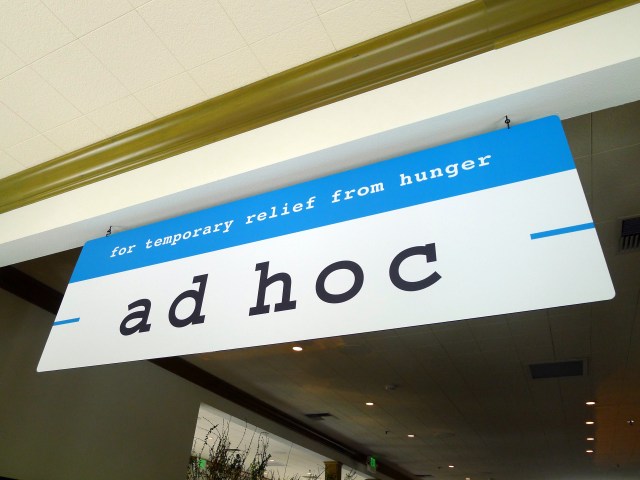 for temporary relief from hunger
ad hoc